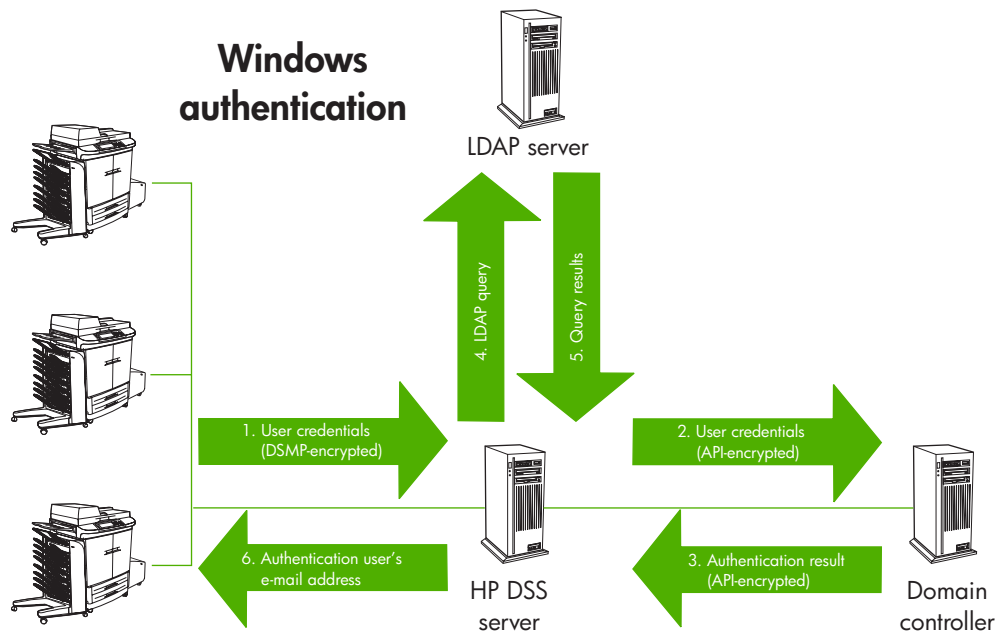 Windows
authentication
LDAP server
4. LDAP query
5. Query results
1. User credentials
(DSMP-encrypted)
2. User credentials
(API-encrypted)
6. Authentication user's
e-mail address
3. Authentication result
(API-encrypted)
HP DSS
server
Domain
controller